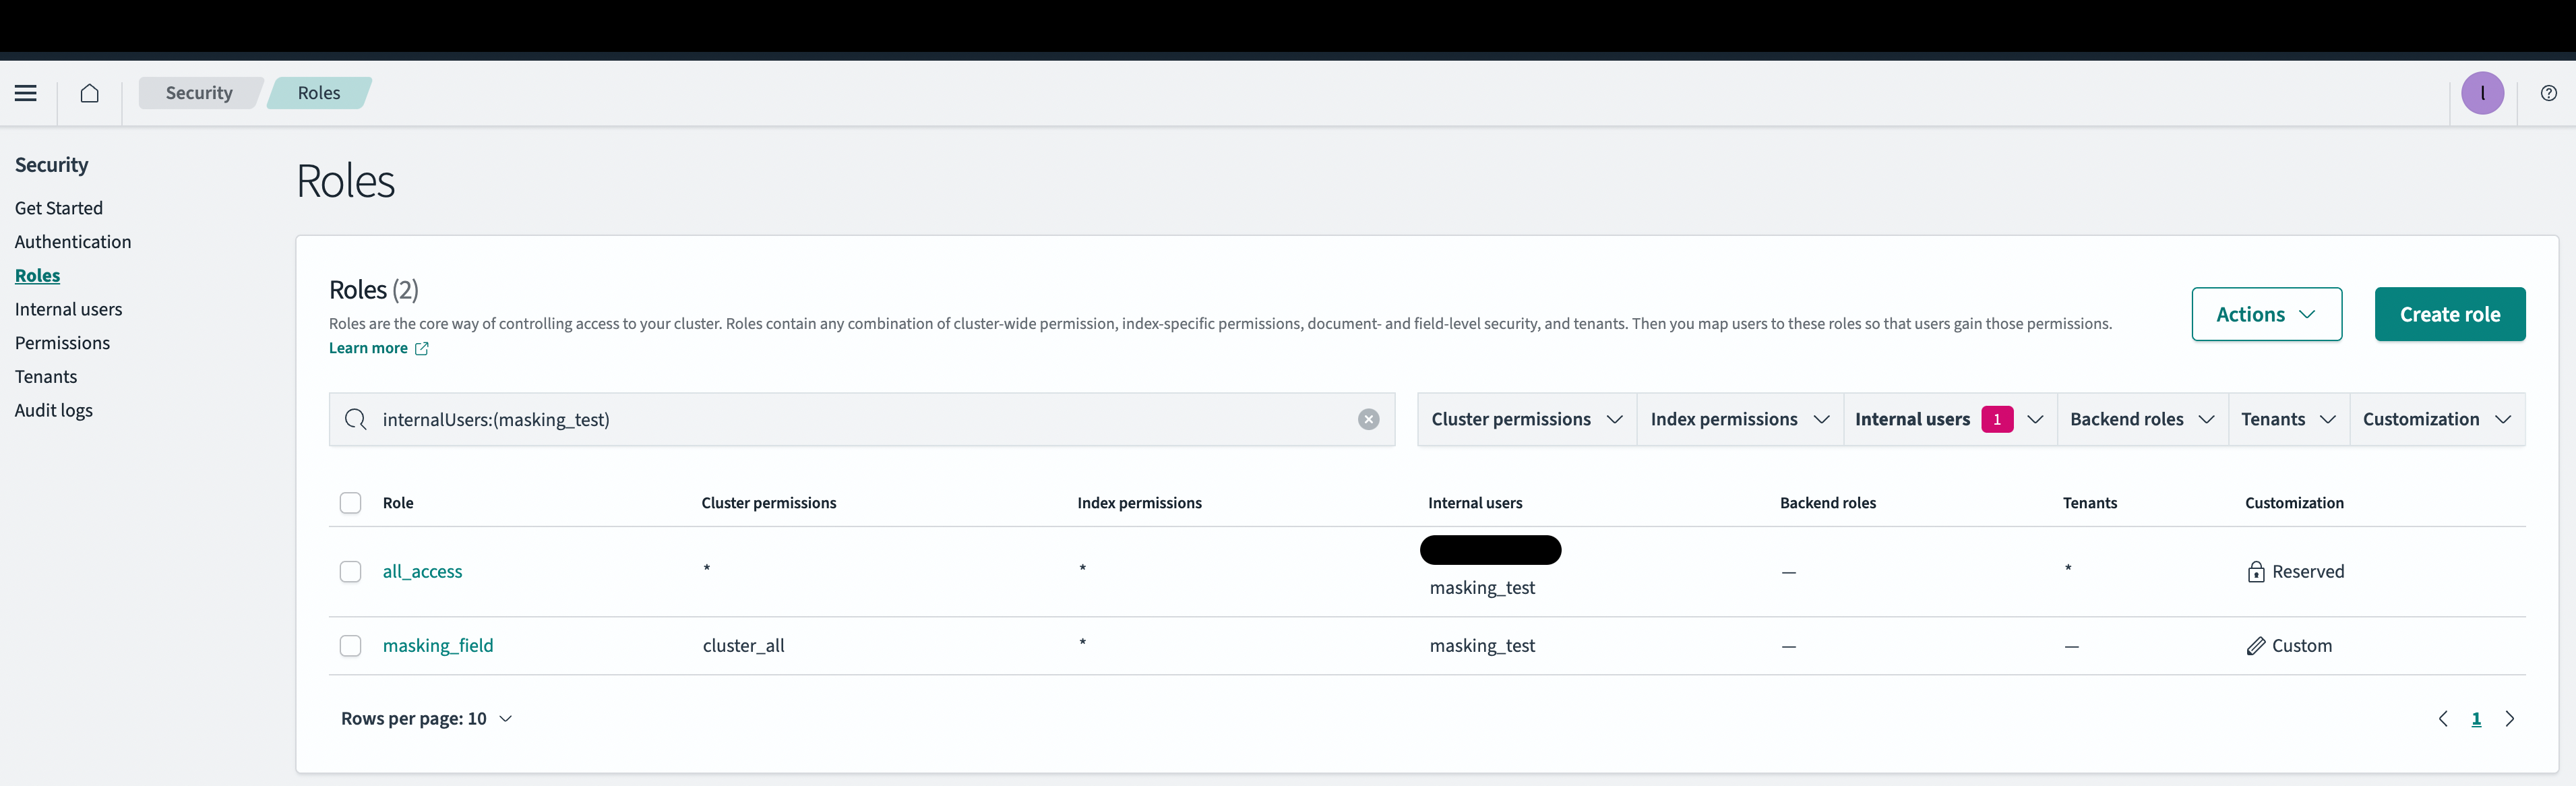 Security Roles l
Security
Get Started
Authentication
Roles
Internal users
Permissions
Tenants
Audit logs
Roles
Roles (2)
Roles are the core way of controlling access to your cluster. Roles contain any combination of cluster-wide permission, index-specific permissions, document- and field-level security, and tenants. Then you map users to these roles so that users gain those permissions.
Learn more
Actions
Create role
internalUsers:(masking_test)
Cluster permissions Index permissions Internal users 1 Backend roles Tenants Customization
Role Cluster permissions Index permissions Internal users Backend roles Tenants Customization
all_access * * masking_test — * Reserved
masking_field cluster_all * masking_test — — Custom
Rows per page: 10
1